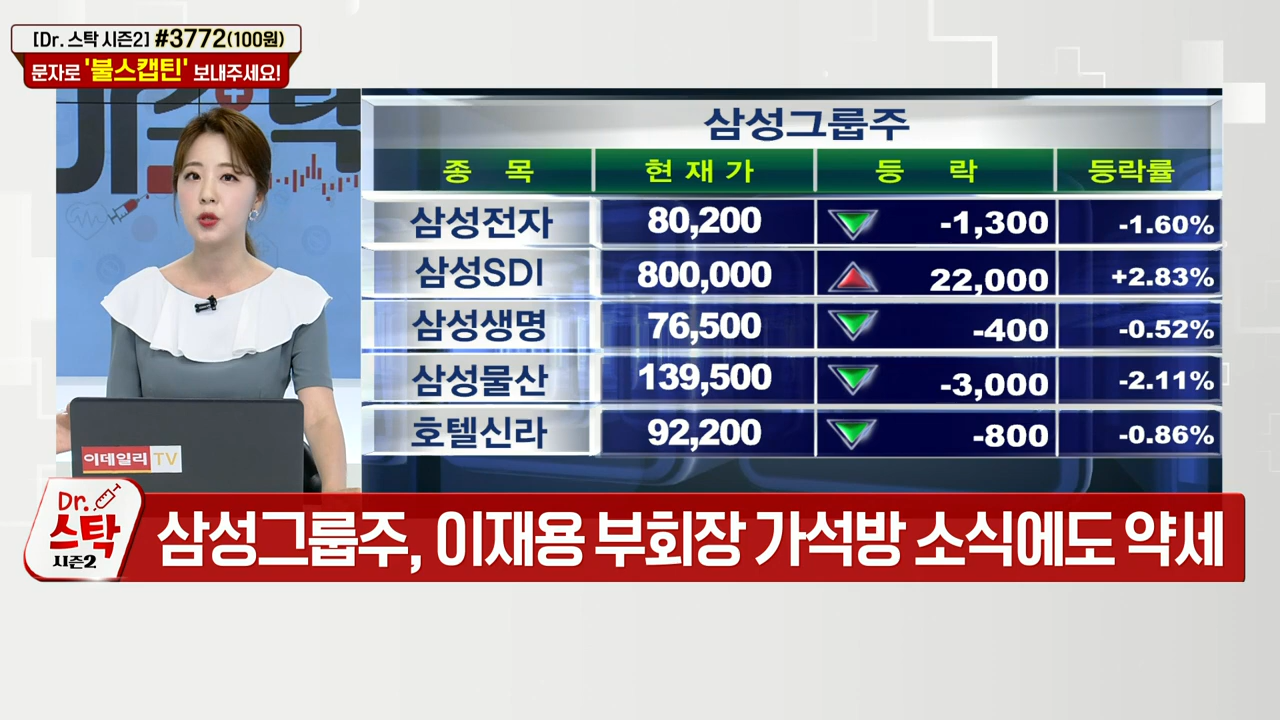 [Dr. 스탁 시즌2] #3772(100원)
문자로 '불스캡틴' 보내주세요!
삼성그룹주
종 목 현 재 가 등 락 등락률
삼성전자 80,200 -1,300 -1.60%
삼성SDI 800,000 22,000 +2.83%
삼성생명 76,500 -400 -0.52%
삼성물산 139,500 -3,000 -2.11%
호텔신라 92,200 -800 -0.86%
이데일리 TV
Dr.
스탁
시즌2
삼성그룹주, 이재용 부회장 가석방 소식에도 약세